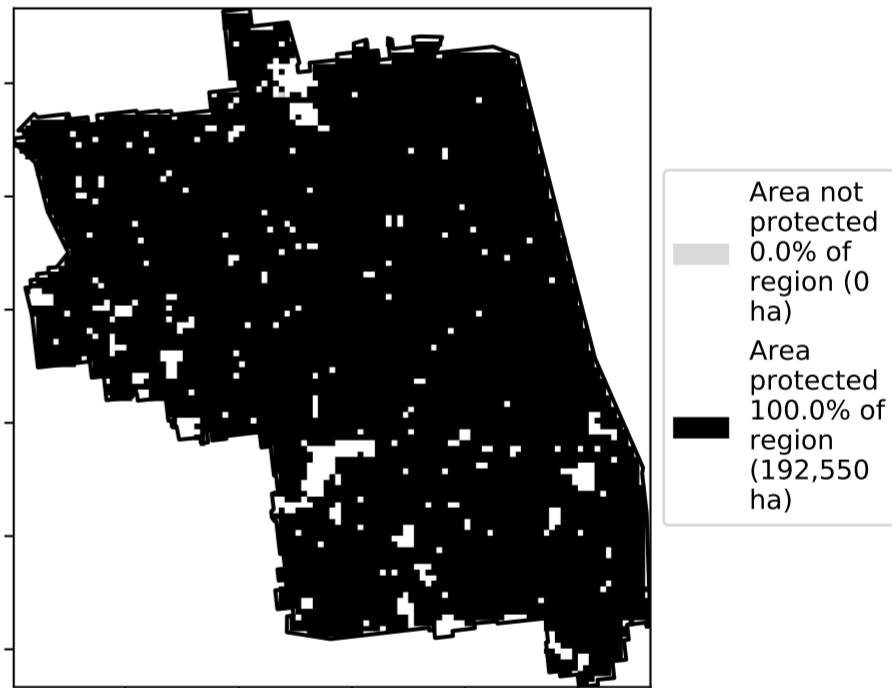 Area not
protected
0.0% of
region (0
ha)
Area
protected
100.0% of
region
(192,550
ha)